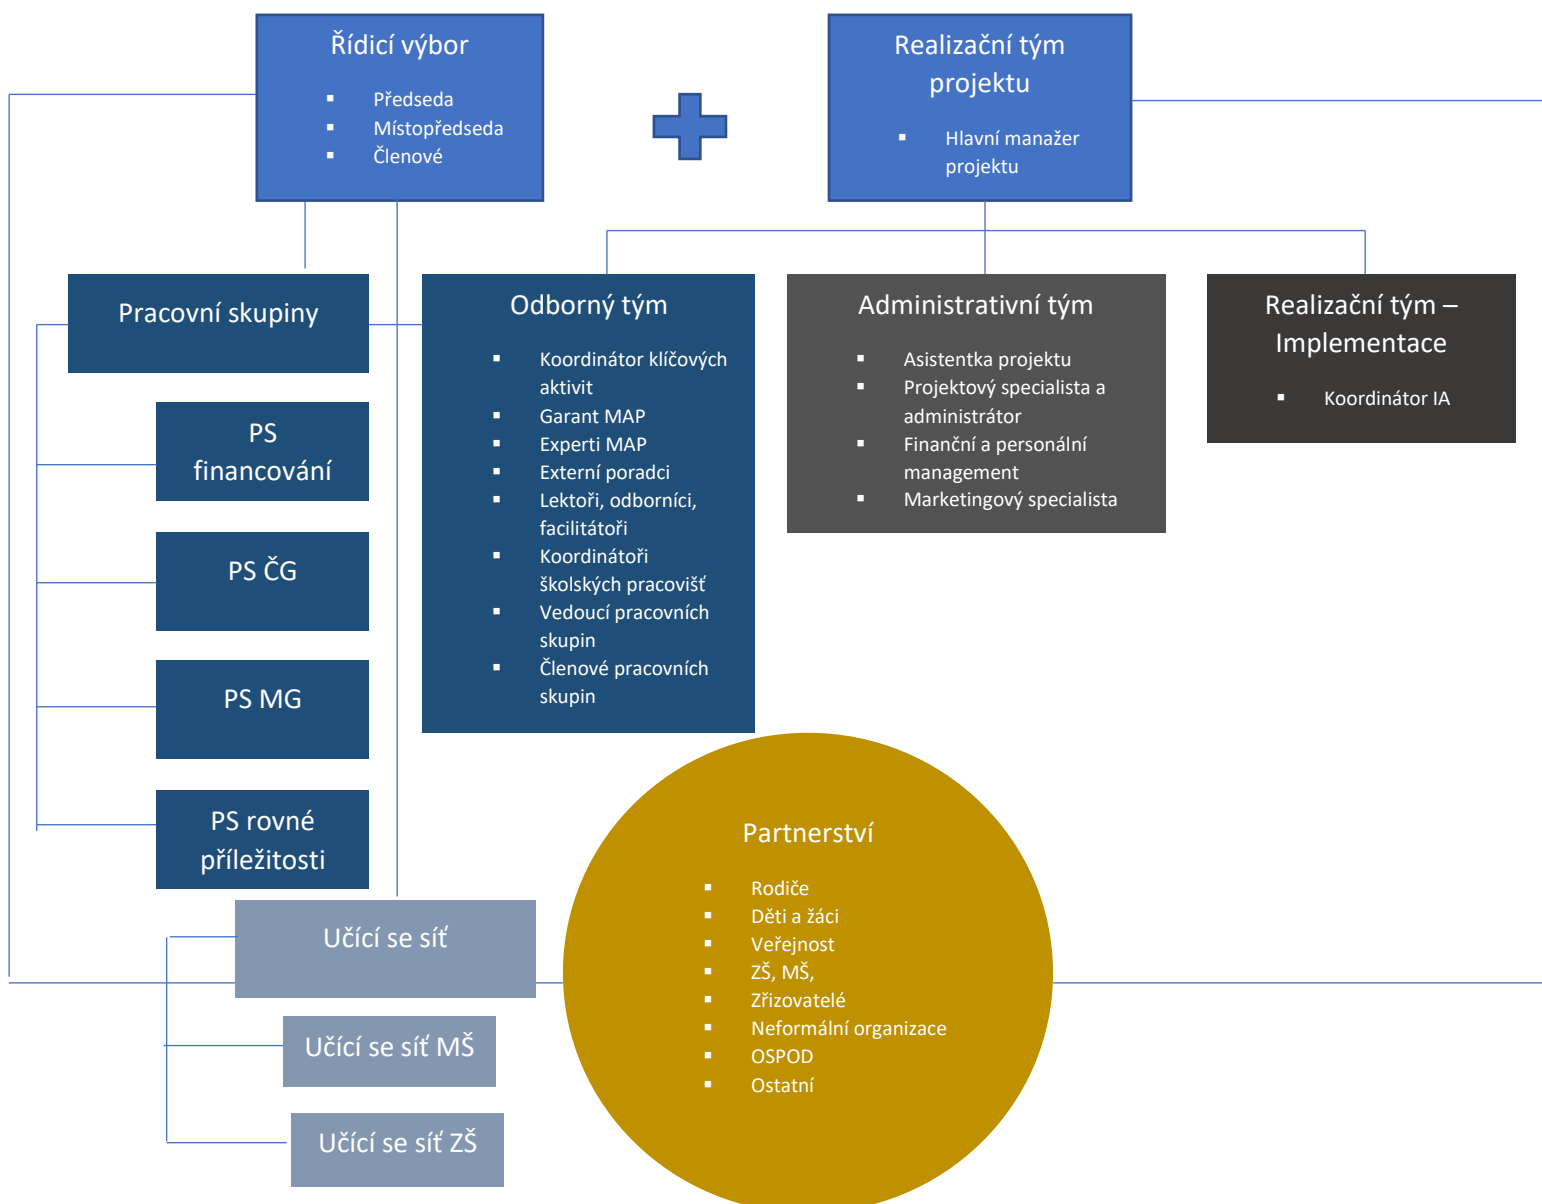 Řídicí výbor
▪ Předseda
▪ Místopředseda
▪ Členové
Realizační tým
projektu
▪ Hlavní manažer
projektu
Pracovní skupiny
PS
financování
PS ČG
PS MG
PS rovné
příležitosti
Odborný tým
▪ Koordinátor klíčových
aktivit
▪ Garant MAP
▪ Experti MAP
▪ Externí poradci
▪ Lektoři, odborníci,
facilitátoři
▪ Koordinátoři
školských pracovišť
▪ Vedoucí pracovních
skupin
▪ Členové pracovních
skupin
Administrativní tým
▪ Asistentka projektu
▪ Projektový specialista a
administrátor
▪ Finanční a personální
management
▪ Marketingový specialista
Realizační tým –
Implementace
▪ Koordinátor IA
Učící se síť
Učící se síť MŠ
Učící se síť ZŠ
Partnerství
▪ Rodiče
▪ Děti a žáci
▪ Veřejnost
▪ ZŠ, MŠ,
▪ Zřizovatelé
▪ Neformální organizace
▪ OSPOD
▪ Ostatní